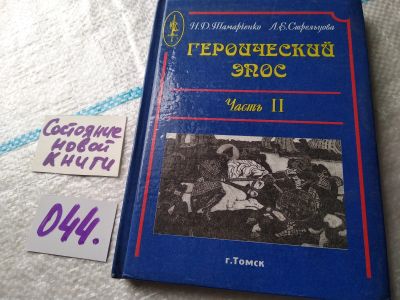 Н.Д.Тамарченко Л.Е.Стрельцова
ГЕРОИЧЕСКИЙ
ЭПОС
Часть II
г.Томск
Состояние
новой
книги
044.